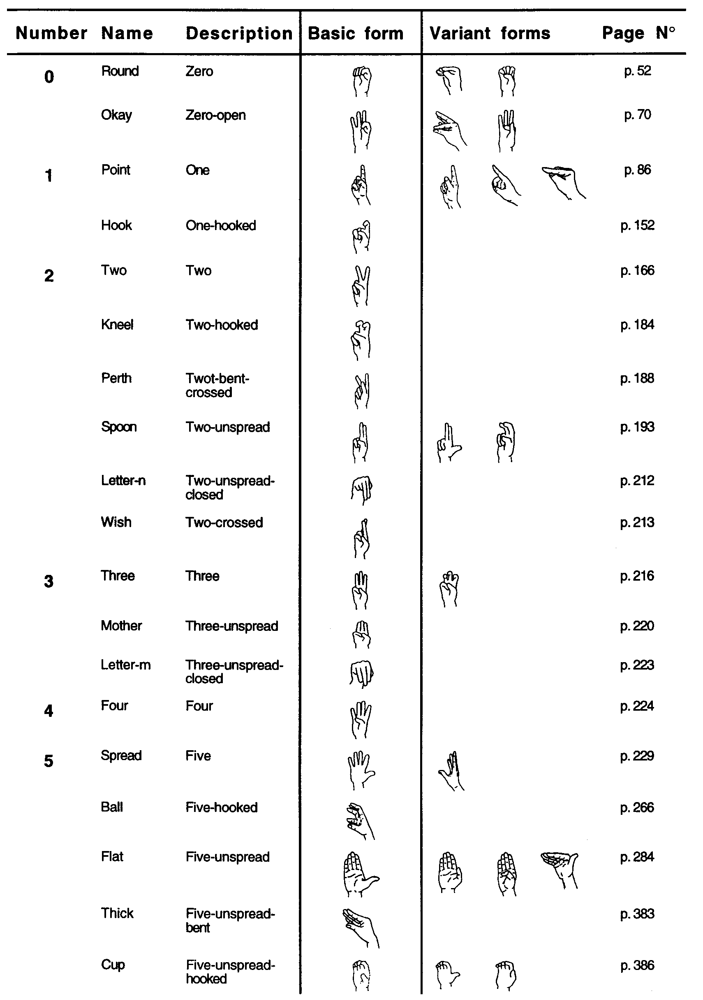 Number Name Description Basic form Variant forms Page N°
0 Round Zero p. 52
Okay Zero-open p. 70
1 Point One p. 86
Hook One-hooked p. 152
2 Two Two p. 166
Kneel Two-hooked p. 184
Perth Twot-bent- p. 188
crossed
Spoon Two-unspread p. 193
Letter-n Two-unspread- p. 212
closed
Wish Two-crossed p. 213
3 Three Three p. 216
Mother Three-unspread p. 220
Letter-m Three-unspread- p. 223
closed
4 Four Four p. 224
5 Spread Five p. 229
Ball Five-hooked p. 266
Flat Five-unspread p. 284
Thick Five-unspread- p. 383
bent
Cup Five-unspread- p. 386
hooked